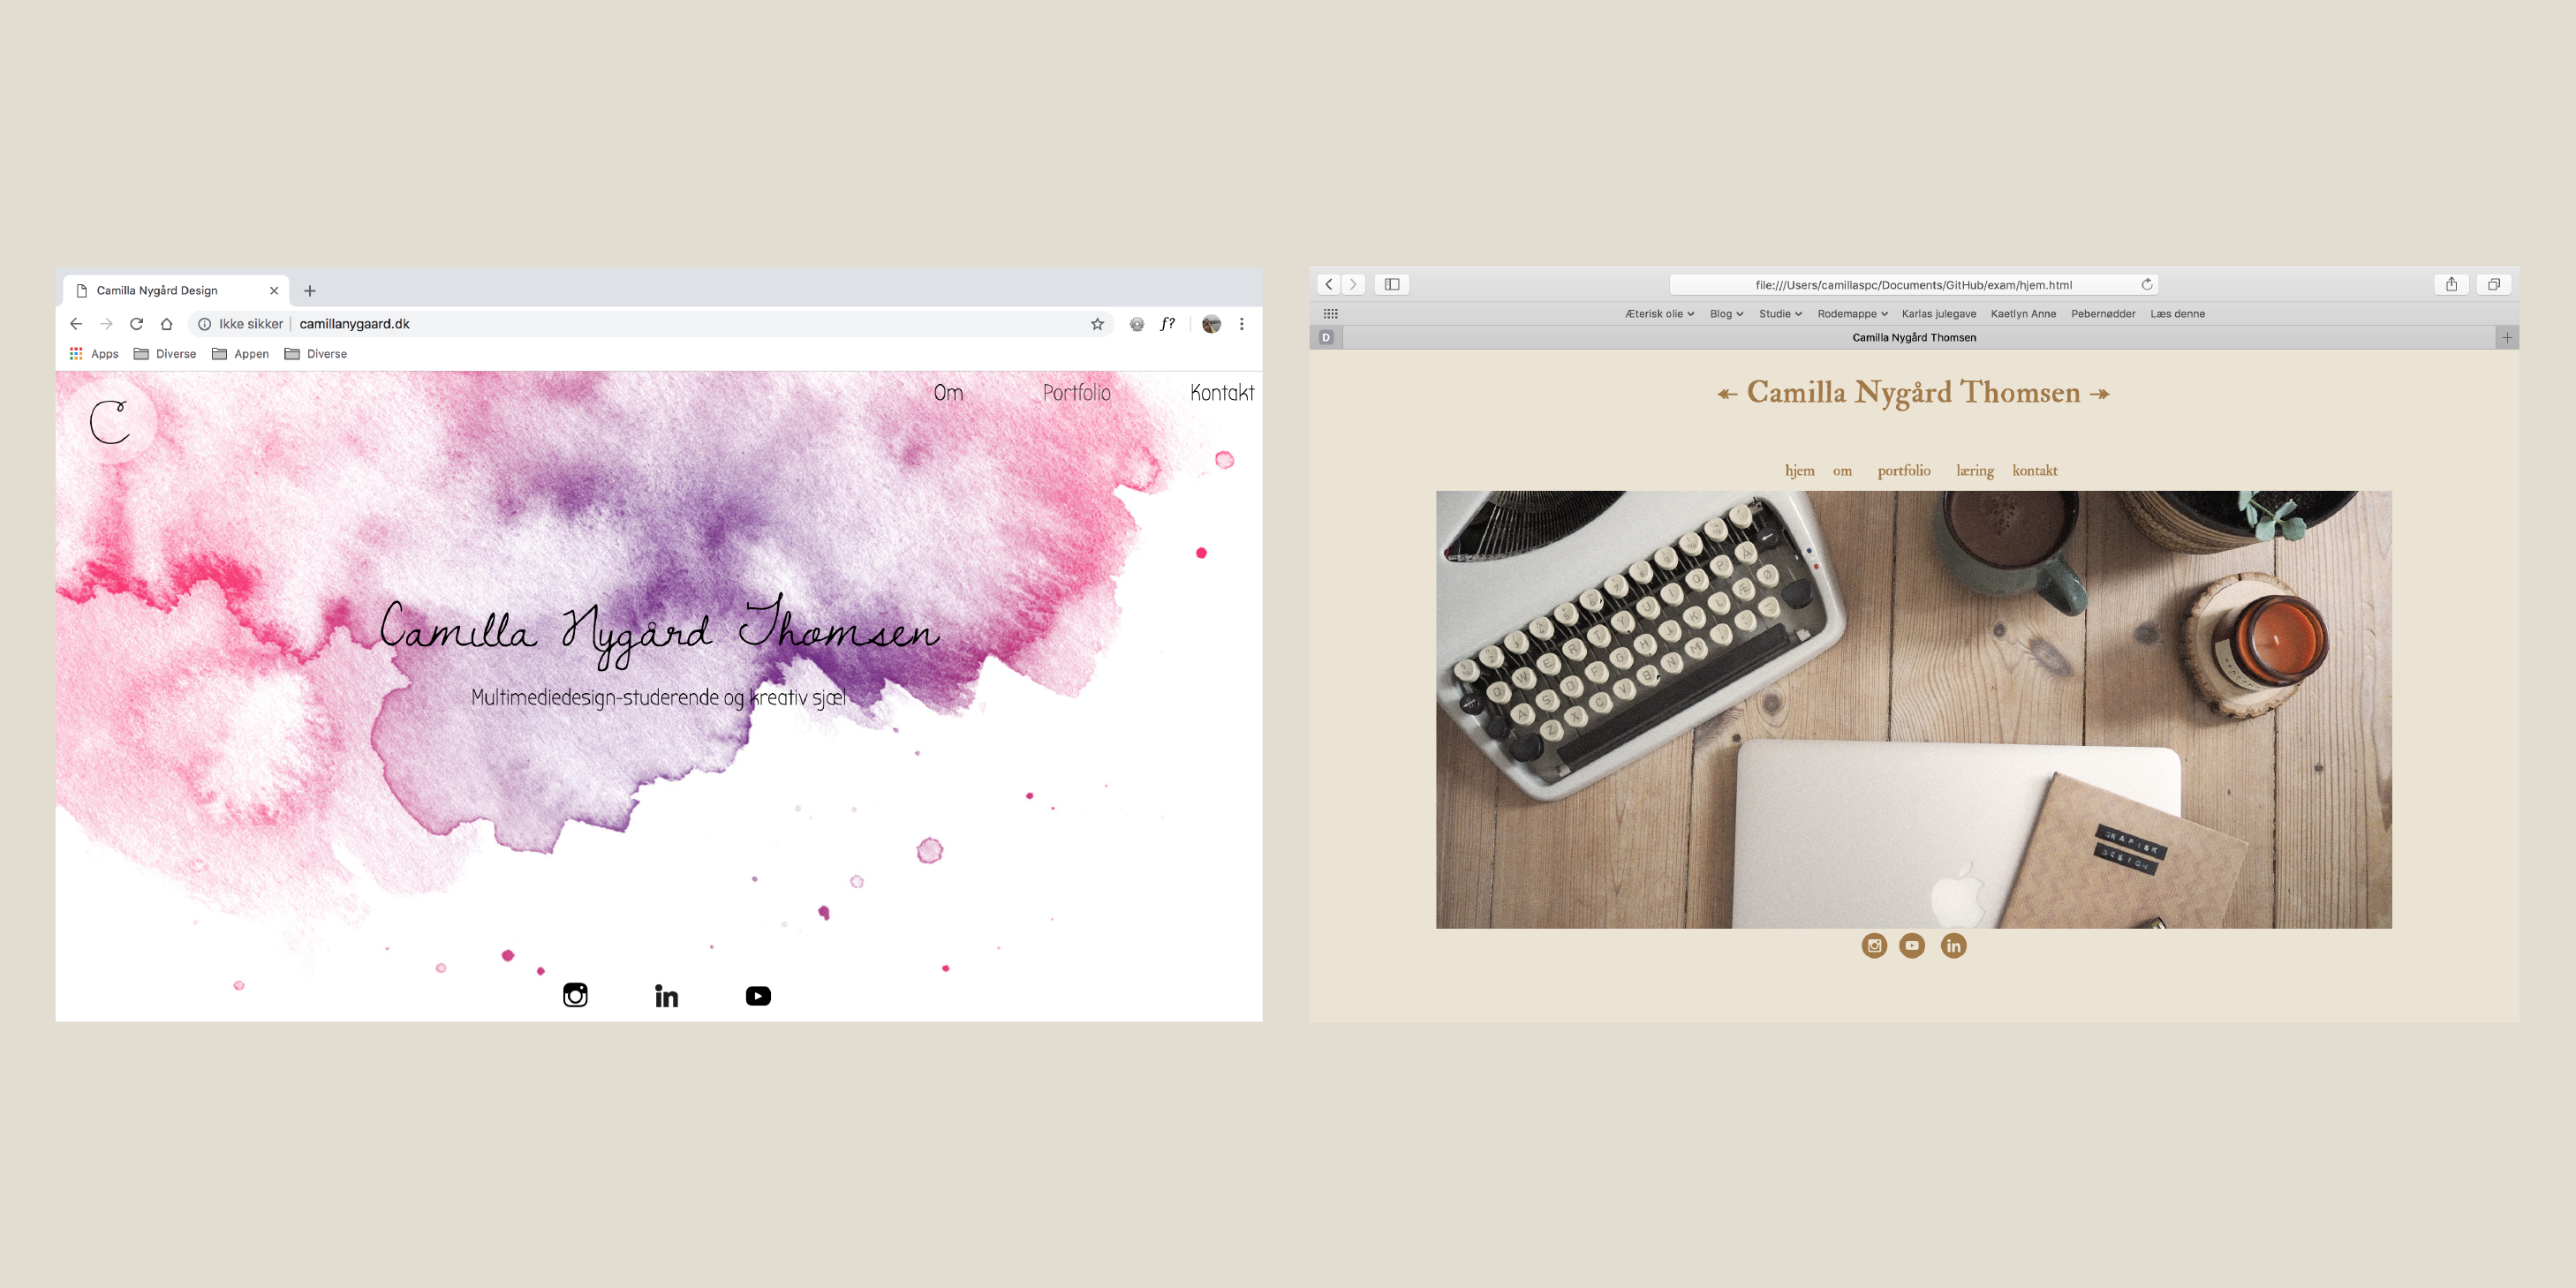 Camilla Nygård Design
Ikke sikker camillanygaard.dk f?
Apps Diverse Appen Diverse
C
Om Portfolio Kontakt
Camilla Nygård Thomsen
Multimediedesign-studerende og kreativ sjæl
in
file:///Users/camillaspc/Documents/GitHub/exam/hjem.html
Æterisk olie Blog Studie Rodemappe Karlas julegave Kaetlyn Anne Pebernødder Læs denne
D Camilla Nygård Thomsen
Camilla Nygård Thomsen
hjem om portfolio læring kontakt
Q W E R T Y U I O P Å
A S D F G H J K L Æ Ø
Z X C V B N M
GRAFISK
DESIGN
in